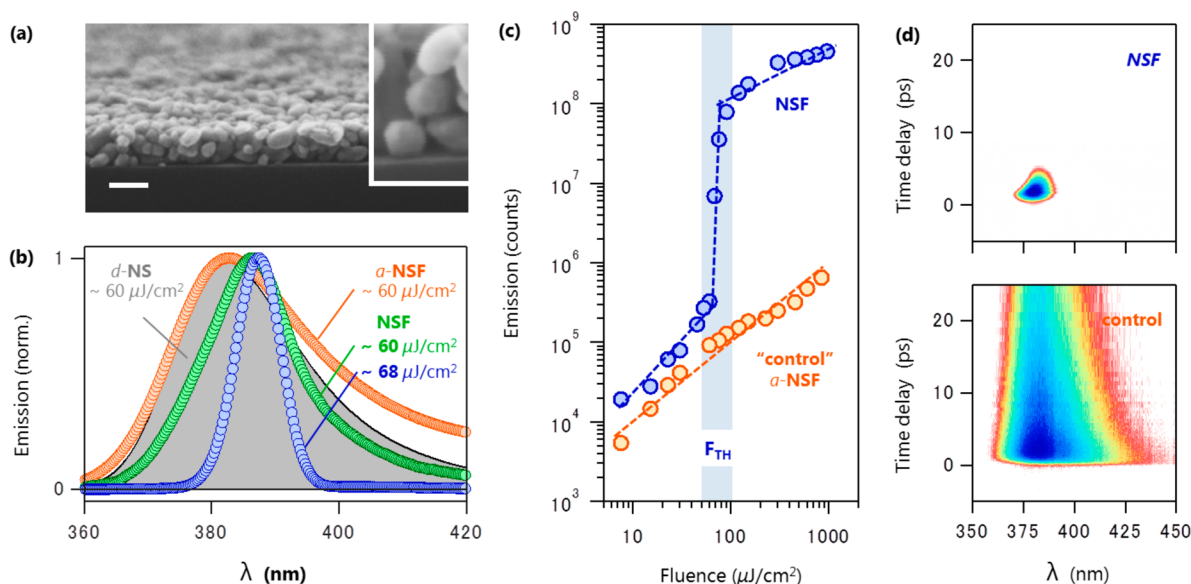 (a)
(b)
Emission (norm.)
1
0
d-NS
~ 60 μJ/cm²
a-NSF
~ 60 μJ/cm²
NSF
~ 60 μJ/cm²
~ 68 μJ/cm²
360
380
400
420
λ (nm)
(c)
Emission (counts)
10⁹
10⁸
10⁷
10⁶
10⁵
10⁴
10³
NSF
"control"
a-NSF
F_TH
10
100
1000
Fluence (μJ/cm²)
(d)
NSF
Time delay (ps)
20
10
0
375
400
425
control
Time delay (ps)
20
10
0
350
375
400
425
450
λ (nm)